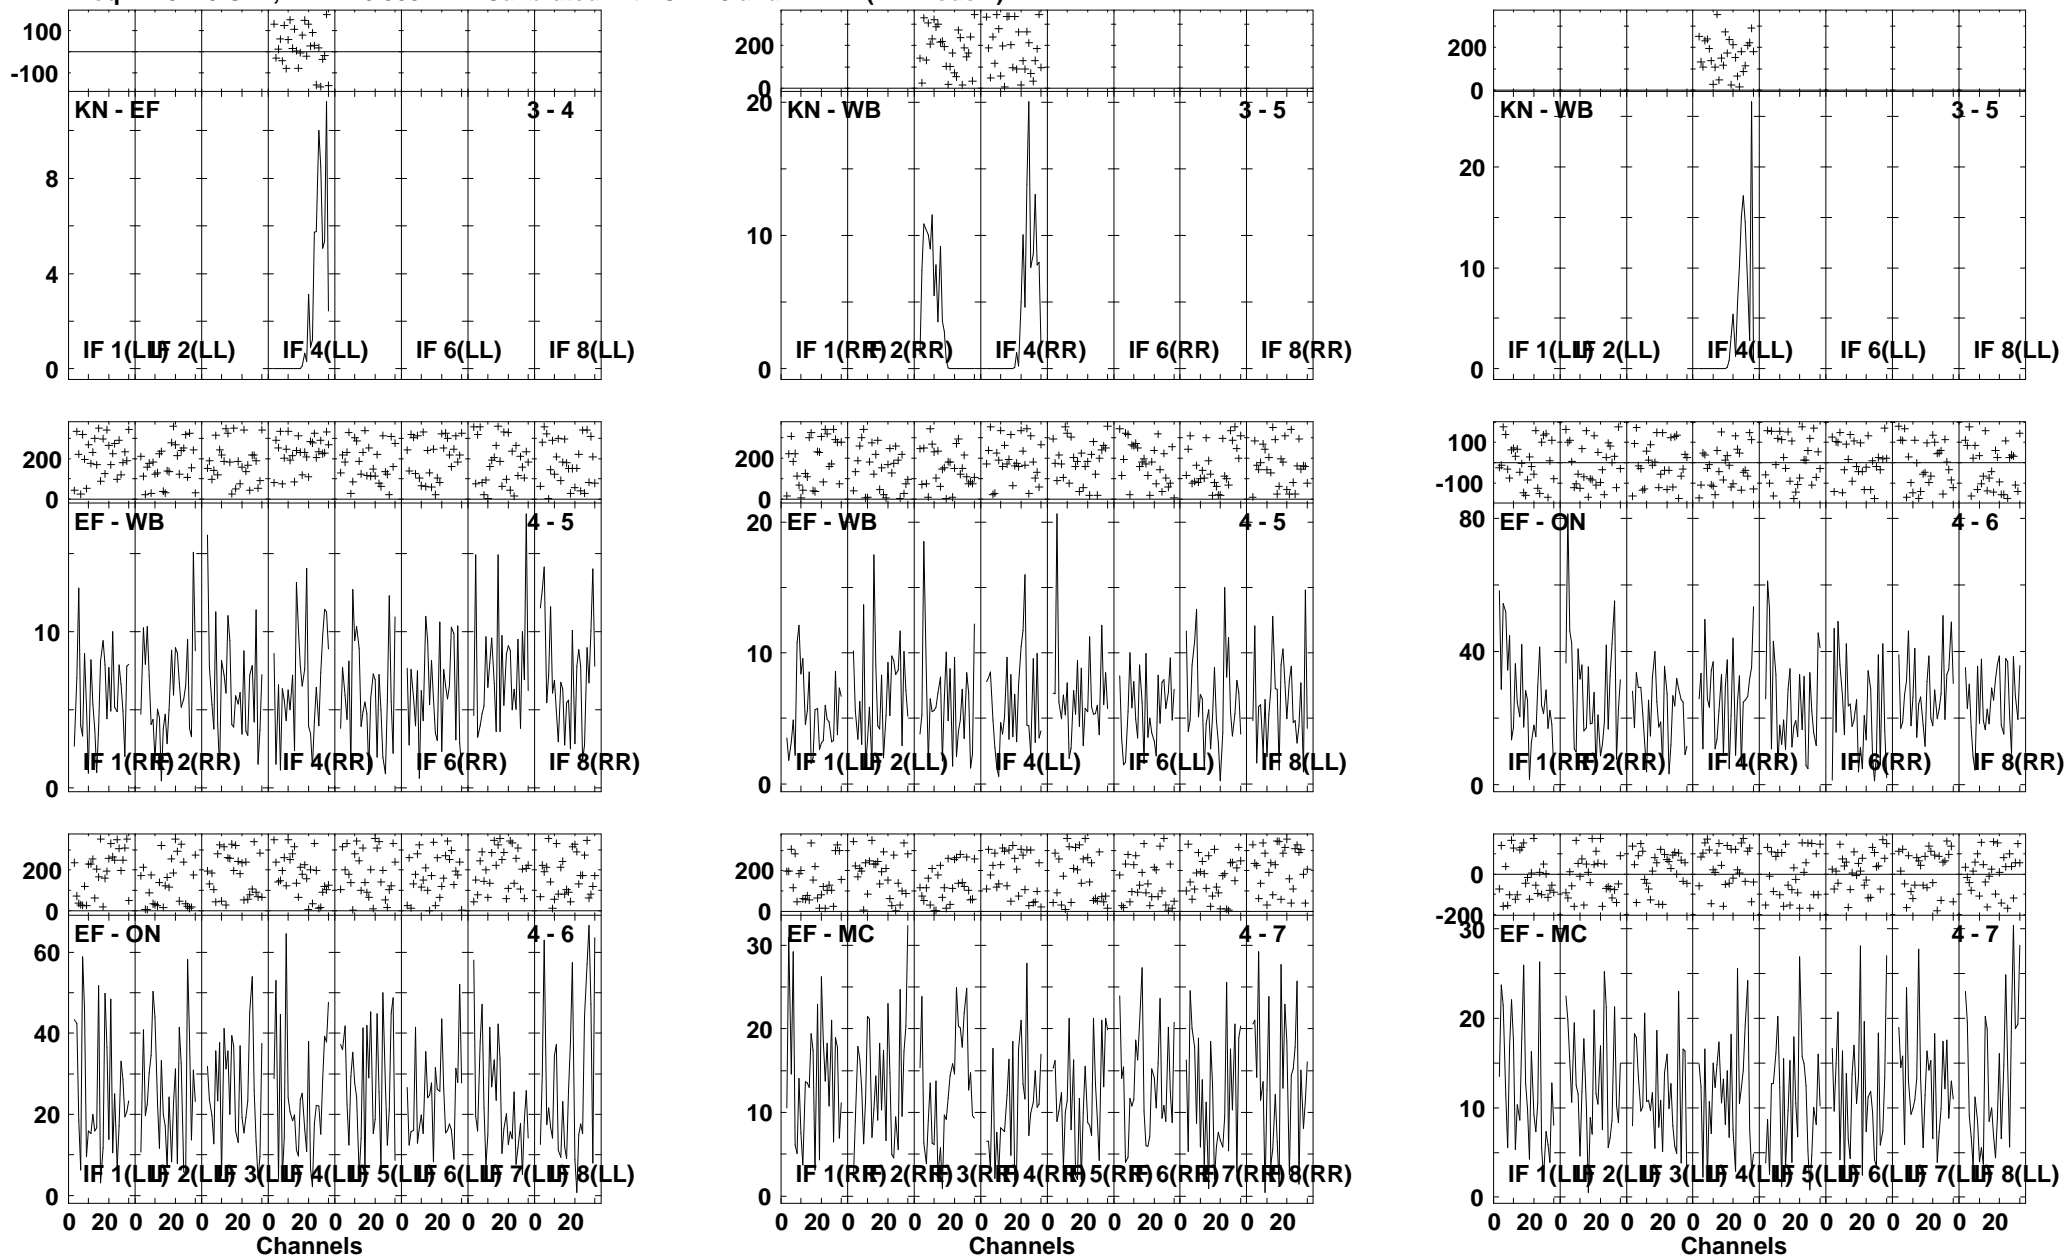 100
-100
KN - EF 3 - 4
8
4
0
IF 1(LL) IF 2(LL) IF 4(LL) IF 6(LL) IF 8(LL)
200
0
KN - WB 3 - 5
20
10
0
IF 1(RR) IF 2(RR) IF 4(RR) IF 6(RR) IF 8(RR)
200
0
KN - WB 3 - 5
20
10
0
IF 1(LL) IF 2(LL) IF 4(LL) IF 6(LL) IF 8(LL)
200
0
EF - WB 4 - 5
10
0
IF 1(RR) IF 2(RR) IF 4(RR) IF 6(RR) IF 8(RR)
200
0
EF - WB 4 - 5
20
10
0
IF 1(LL) IF 2(LL) IF 4(LL) IF 6(LL) IF 8(LL)
100
-100
EF - ON 4 - 6
80
40
0
IF 1(RR) IF 2(RR) IF 4(RR) IF 6(RR) IF 8(RR)
200
0
EF - ON 4 - 6
60
40
20
0
IF 1(LL) IF 2(LL) IF 3(LL) IF 4(LL) IF 5(LL) IF 6(LL) IF 7(LL) IF 8(LL)
0 20 0 20 0 20 0 20 0 20 0 20 0 20 0 20
Channels
200
0
EF - MC 4 - 7
30
20
10
0
IF 1(RR) IF 2(RR) IF 3(RR) IF 4(RR) IF 5(RR) IF 6(RR) IF 7(RR) IF 8(RR)
0 20 0 20 0 20 0 20 0 20 0 20 0 20 0 20
Channels
0
-200
EF - MC 4 - 7
30
20
10
0
IF 1(LL) IF 2(LL) IF 3(LL) IF 4(LL) IF 5(LL) IF 6(LL) IF 7(LL) IF 8(LL)
0 20 0 20 0 20 0 20 0 20 0 20 0 20 0 20
Channels